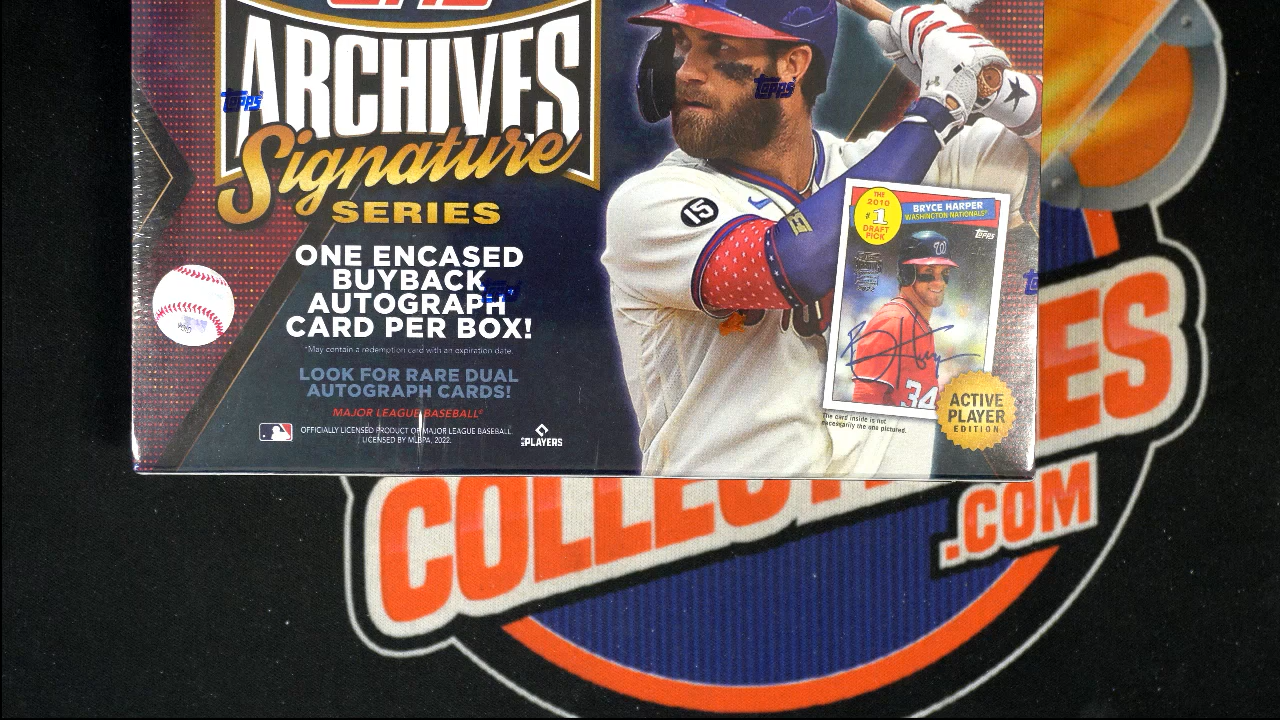 ARCHIVES
Signature
SERIES
ONE ENCASED
BUYBACK
AUTOGRAPH
CARD PER BOX!
*May contain a redemption card with an expiration date.
LOOK FOR RARE DUAL
AUTOGRAPH CARDS!
MAJOR LEAGUE BASEBALL®
OFFICIALLY LICENSED PRODUCT OF MAJOR LEAGUE BASEBALL.
LICENSED BY MLBPA, 2022.
PLAYERS
Topps
Topps
15
THE
2010
#1
DRAFT
PICK
BRYCE HARPER
WASHINGTON NATIONALS®
Topps
34
The card inside is not
necessarily the one pictured.
ACTIVE
PLAYER
EDITION
.COM